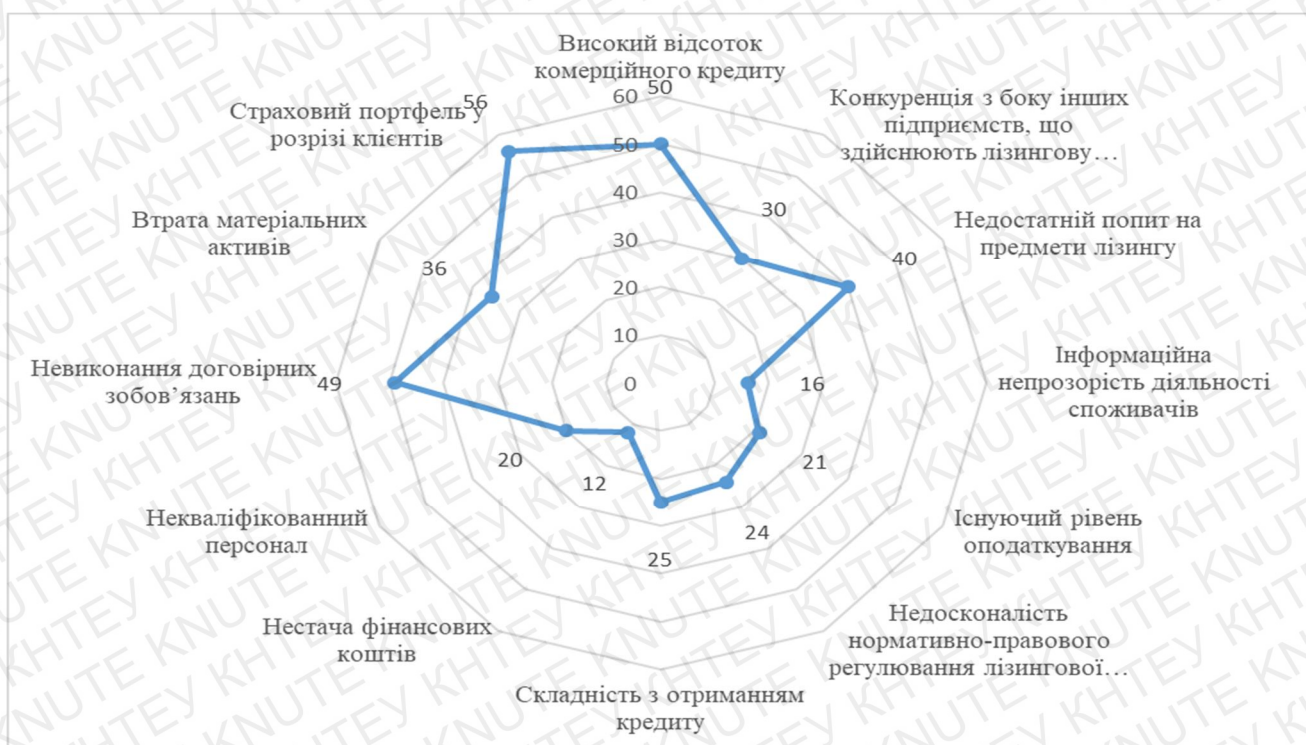 Високий відсоток
комерційного кредиту
50
Конкуренція з боку інших
підприємств, що
здійснюють лізингову…
30
Недостатній попит на
предмети лізингу
40
Інформаційна
непрозорість діяльності
споживачів
16
Існуючий рівень
оподаткування
21
Недосконалість
нормативно-правового
регулювання лізингової…
24
Складність з отриманням
кредиту
25
Нестача фінансових
коштів
12
Некваліфікованний
персонал
20
Невиконання договірних
зобов’язань
49
Втрата матеріальних
активів
36
Страховий портфель у
розрізі клієнтів
56
60
50
40
30
20
10
0
KNUTE КНТЕУ